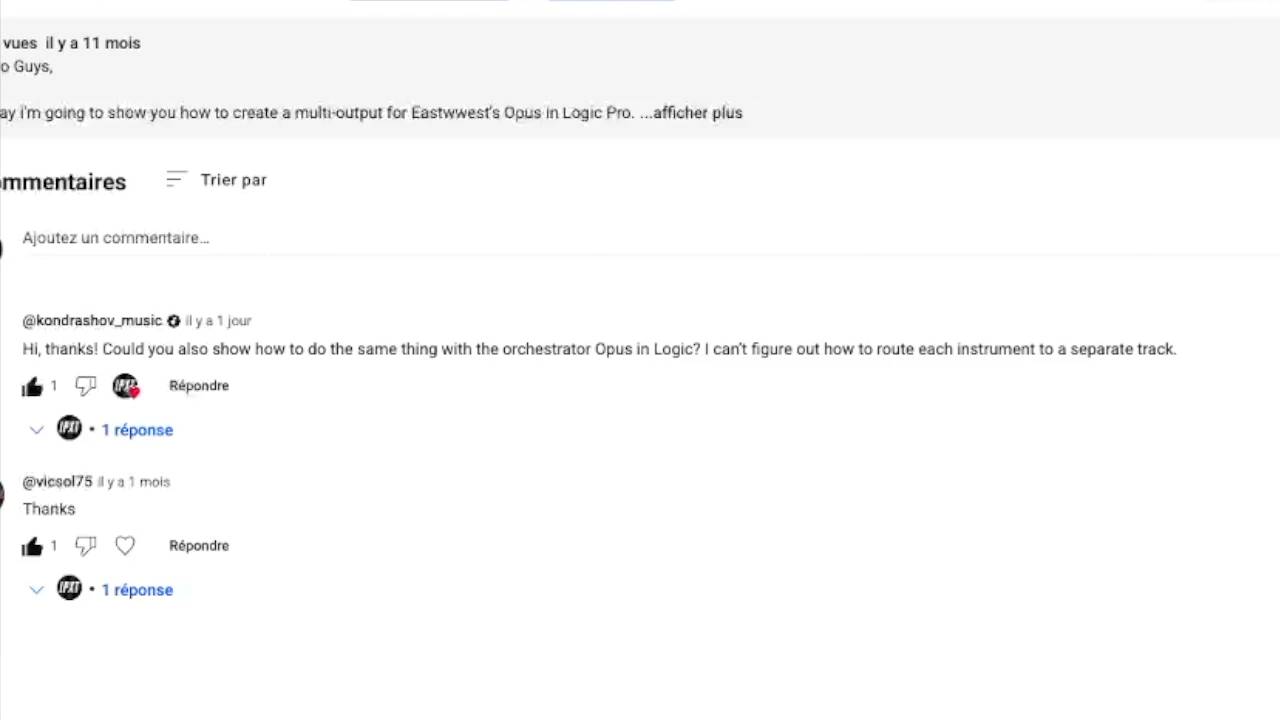 vues il y a 11 mois
o Guys,
ay i'm going to show you how to create a multi-output for Eastwwest's Opus in Logic Pro. ...afficher plus
ommentaires
Trier par
Ajoutez un commentaire...
@kondrashov_music il y a 1 jour
Hi, thanks! Could you also show how to do the same thing with the orchestrator Opus in Logic? I can't figure out how to route each instrument to a separate track.
1 Répondre
• 1 réponse
@vicsol75 il y a 1 mois
Thanks
1 Répondre
• 1 réponse